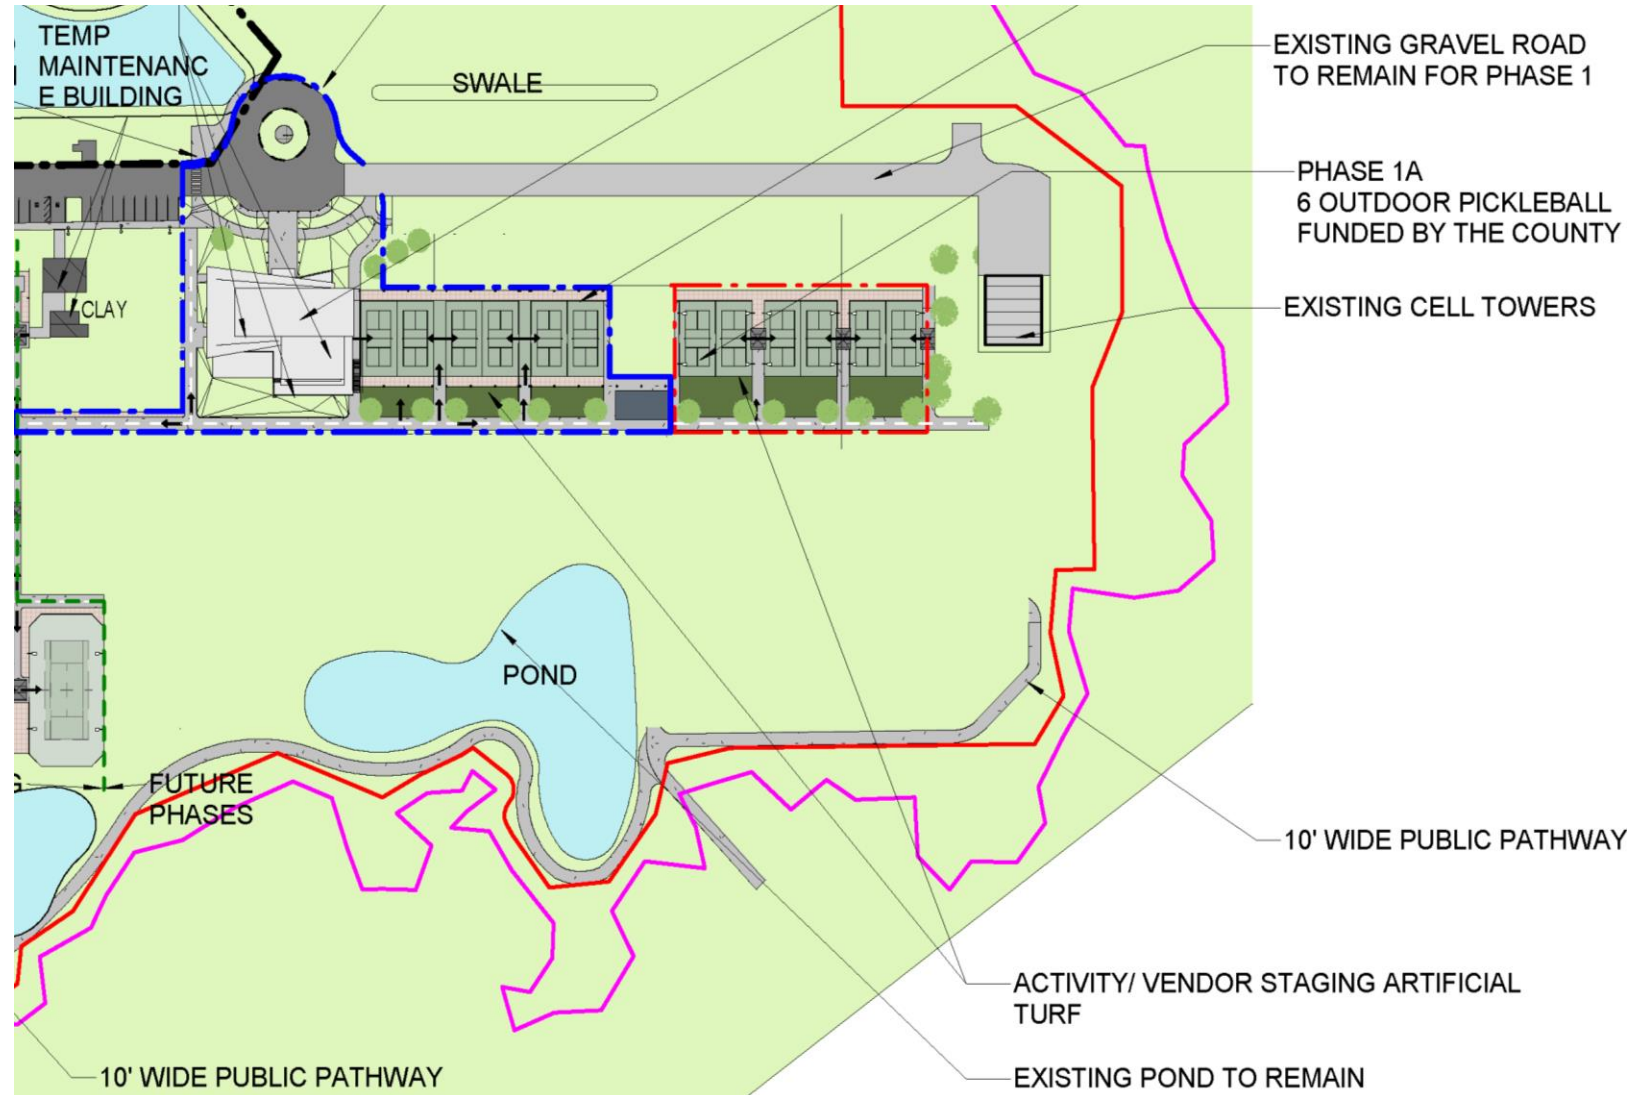 TEMP
MAINTENANC
E BUILDING
SWALE
EXISTING GRAVEL ROAD
TO REMAIN FOR PHASE 1
PHASE 1A
6 OUTDOOR PICKLEBALL
FUNDED BY THE COUNTY
CLAY
EXISTING CELL TOWERS
POND
FUTURE
PHASES
10' WIDE PUBLIC PATHWAY
ACTIVITY/ VENDOR STAGING ARTIFICIAL
TURF
10' WIDE PUBLIC PATHWAY
EXISTING POND TO REMAIN